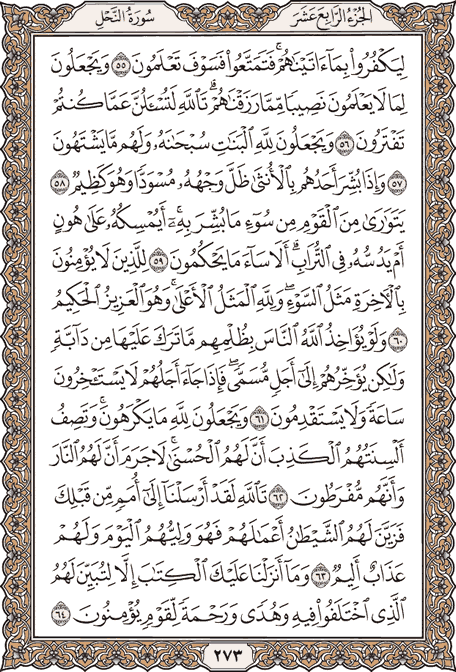 الجزء الرابع عشر
سورة النحل
لِيَكْفُرُوا۟ بِمَآ ءَاتَيْنَٰهُمْ ۚ فَتَمَتَّعُوا۟ فَسَوْفَ تَعْلَمُونَ ٥٥ وَيَجْعَلُونَ
لِمَا لَا يَعْلَمُونَ نَصِيبًا مِّمَّا رَزَقْنَٰهُمْ ۗ تَٱللَّهِ لَتُسْـَٔلُنَّ عَمَّا كُنتُمْ
تَفْتَرُونَ ٥٦ وَيَجْعَلُونَ لِلَّهِ ٱلْبَنَٰتِ سُبْحَٰنَهُۥ وَلَهُم مَّا يَشْتَهُونَ
٥٧ وَإِذَا بُشِّرَ أَحَدُهُم بِٱلْأُنثَىٰ ظَلَّ وَجْهُهُۥ مُسْوَدًّا وَهُوَ كَظِيمٌ ٥٨
يَتَوَٰرَىٰ مِنَ ٱلْقَوْمِ مِن سُوٓءِ مَا بُشِّرَ بِهِۦٓ ۚ أَيُمْسِكُهُۥ عَلَىٰ هُونٍ
أَمْ يَدُسُّهُۥ فِى ٱلتُّرَابِ ۗ أَلَا سَآءَ مَا يَحْكُمُونَ ٥٩ لِلَّذِينَ لَا يُؤْمِنُونَ
بِٱلْءَاخِرَةِ مَثَلُ ٱلسَّوْءِ ۖ وَلِلَّهِ ٱلْمَثَلُ ٱلْأَعْلَىٰ ۚ وَهُوَ ٱلْعَزِيزُ ٱلْحَكِيمُ
٦٠ وَلَوْ يُؤَاخِذُ ٱللَّهُ ٱلنَّاسَ بِظُلْمِهِم مَّا تَرَكَ عَلَيْهَا مِن دَآبَّةٍ
وَلَٰكِن يُؤَخِّرُهُمْ إِلَىٰٓ أَجَلٍ مُّسَمًّى ۖ فَإِذَا جَآءَ أَجَلُهُمْ لَا يَسْتَـْٔخِرُونَ
سَاعَةً ۖ وَلَا يَسْتَقْدِمُونَ ٦١ وَيَجْعَلُونَ لِلَّهِ مَا يَكْرَهُونَ ۚ وَتَصِفُ
أَلْسِنَتُهُمُ ٱلْكَذِبَ أَنَّ لَهُمُ ٱلْحُسْنَىٰ ۖ لَا جَرَمَ أَنَّ لَهُمُ ٱلنَّارَ
وَأَنَّهُم مُّفْرَطُونَ ٦٢ تَٱللَّهِ لَقَدْ أَرْسَلْنَآ إِلَىٰٓ أُمَمٍ مِّن قَبْلِكَ
فَزَيَّنَ لَهُمُ ٱلشَّيْطَٰنُ أَعْمَٰلَهُمْ فَهُوَ وَلِيُّهُمُ ٱلْيَوْمَ وَلَهُمْ
عَذَابٌ أَلِيمٌ ٦٣ وَمَآ أَنزَلْنَا عَلَيْكَ ٱلْكِتَٰبَ إِلَّا لِتُبَيِّنَ لَهُمُ
ٱلَّذِى ٱخْتَلَفُوا۟ فِيهِ ۙ وَهُدًى وَرَحْمَةً لِّقَوْمٍ يُؤْمِنُونَ ٦٤
٢٧٣